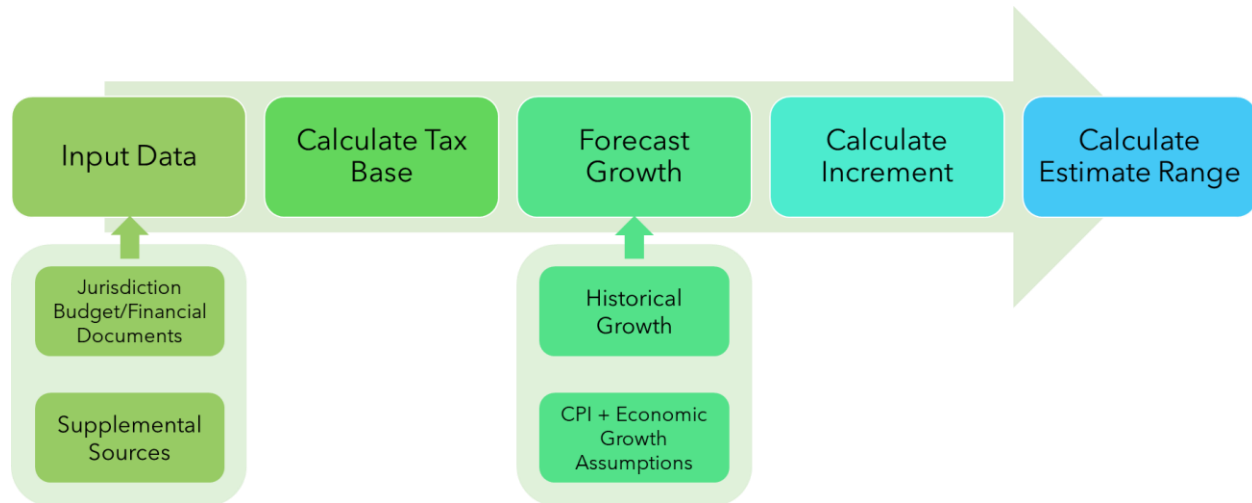 Input Data
Calculate Tax
Base
Forecast
Growth
Calculate
Increment
Calculate
Estimate Range
Jurisdiction
Budget/Financial
Documents
Supplemental
Sources
Historical
Growth
CPI + Economic
Growth
Assumptions